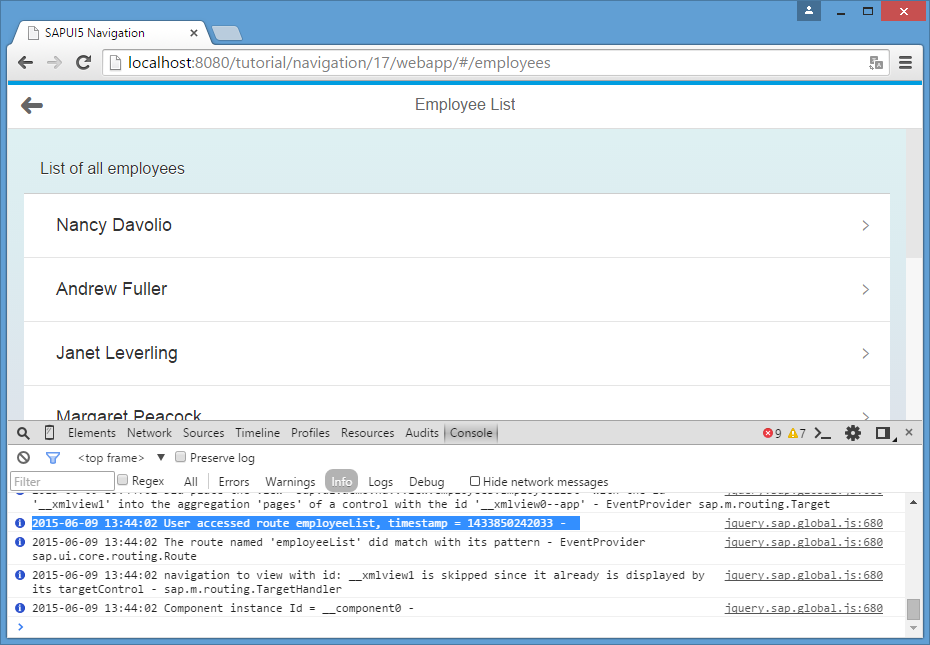 SAPUI5 Navigation
localhost:8080/tutorial/navigation/17/webapp/#/employees
Employee List
List of all employees
Nancy Davolio
Andrew Fuller
Janet Leverling
Margaret Peacock
Elements Network Sources Timeline Profiles Resources Audits Console 9 7
<top frame> Preserve log
Filter Regex All Errors Warnings Info Logs Debug Hide network messages
'__xmlview1' into the aggregation 'pages' of a control with the id '__xmlview0--app' - EventProvider sap.m.routing.Target
2015-06-09 13:44:02 User accessed route employeeList, timestamp = 1433850242033 - jquery.sap.global.js:680
2015-06-09 13:44:02 The route named 'employeeList' did match with its pattern - EventProvider jquery.sap.global.js:680
sap.ui.core.routing.Route
2015-06-09 13:44:02 navigation to view with id: __xmlview1 is skipped since it already is displayed by jquery.sap.global.js:680
its targetControl - sap.m.routing.TargetHandler
2015-06-09 13:44:02 Component instance Id = __component0 - jquery.sap.global.js:680